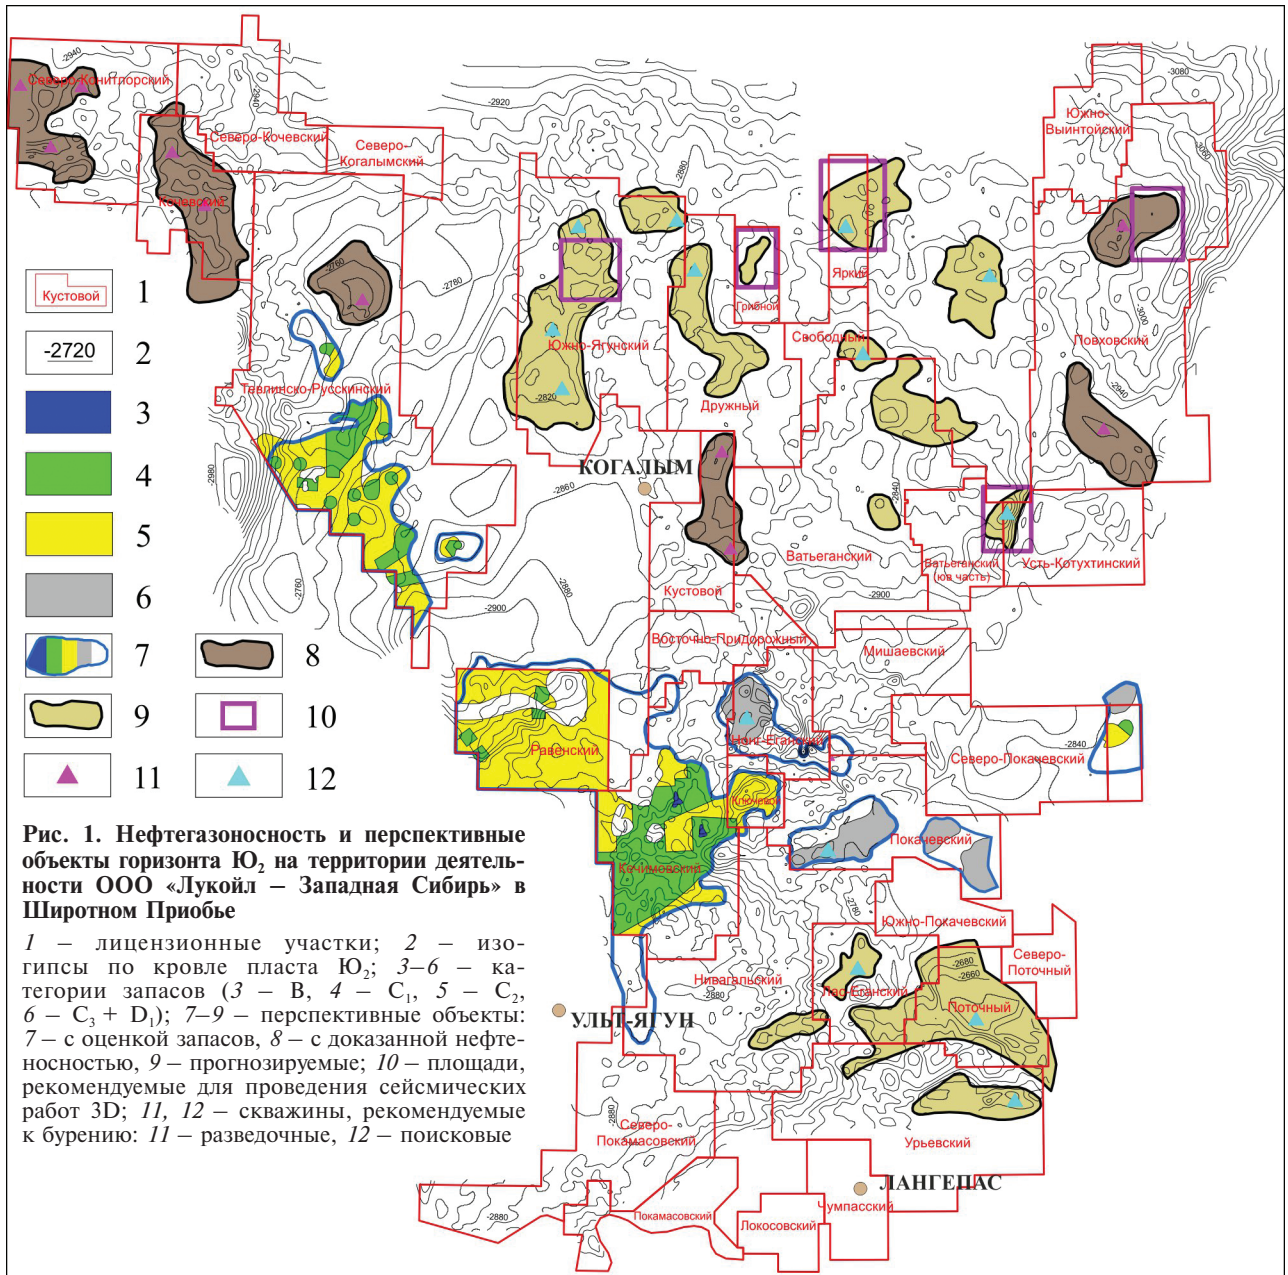 -2940
Северо-Конитлорский
-2940
Северо-Кочевский
Северо-
Когалымский
Кочевский
-2920
-2880
-3080
Южно-
Выинтойский
-3060
-2760
-2780
Яркий
Грибной
Свободный
-3020
Ловховский
Южно-Ягунский
-2820
Дружный
-2940
Тевлинско-Русскинский
-2980
КОГАЛЫМ
-2860
-2840
Ватьеганский
Ватьеганский
(юв часть)
Усть-Котухтинский
-2760
-2880
-2900
Кустовой
-2900
Восточно-Придорожный
Мишаевский
Равенский
Нонг-Еганский
-2840
Северо-Покачевский
Ключевой
Покачевский
Кечимовский
-2780
Южно-Покачевский
Северо-
Поточный
-2680
-2660
Нивагальский
-2880
Лас-Еганский
Поточный
УЛЬТ-ЯГУН
-2880
Северо-
Покамасовский
Урьевский
ЛАНГЕПАС
Чумпасский
-2880
Покамасовский
Локосовский
Кустовой 1
-2720 2
3
4
5
6
7 8
9 10
11 12
Рис. 1. Нефтегазоносность и перспективные
объекты горизонта Ю₂ на территории деятель-
ности ООО «Лукойл – Западная Сибирь» в
Широтном Приобье
1 – лицензионные участки; 2 – изо-
гипсы по кровле пласта Ю₂; 3–6 – ка-
тегории запасов (3 – В, 4 – С₁, 5 – С₂,
6 – С₃ + D₁); 7–9 – перспективные объекты:
7 – с оценкой запасов, 8 – с доказанной нефте-
носностью, 9 – прогнозируемые; 10 – площади,
рекомендуемые для проведения сейсмических
работ 3D; 11, 12 – скважины, рекомендуемые
к бурению: 11 – разведочные, 12 – поисковые